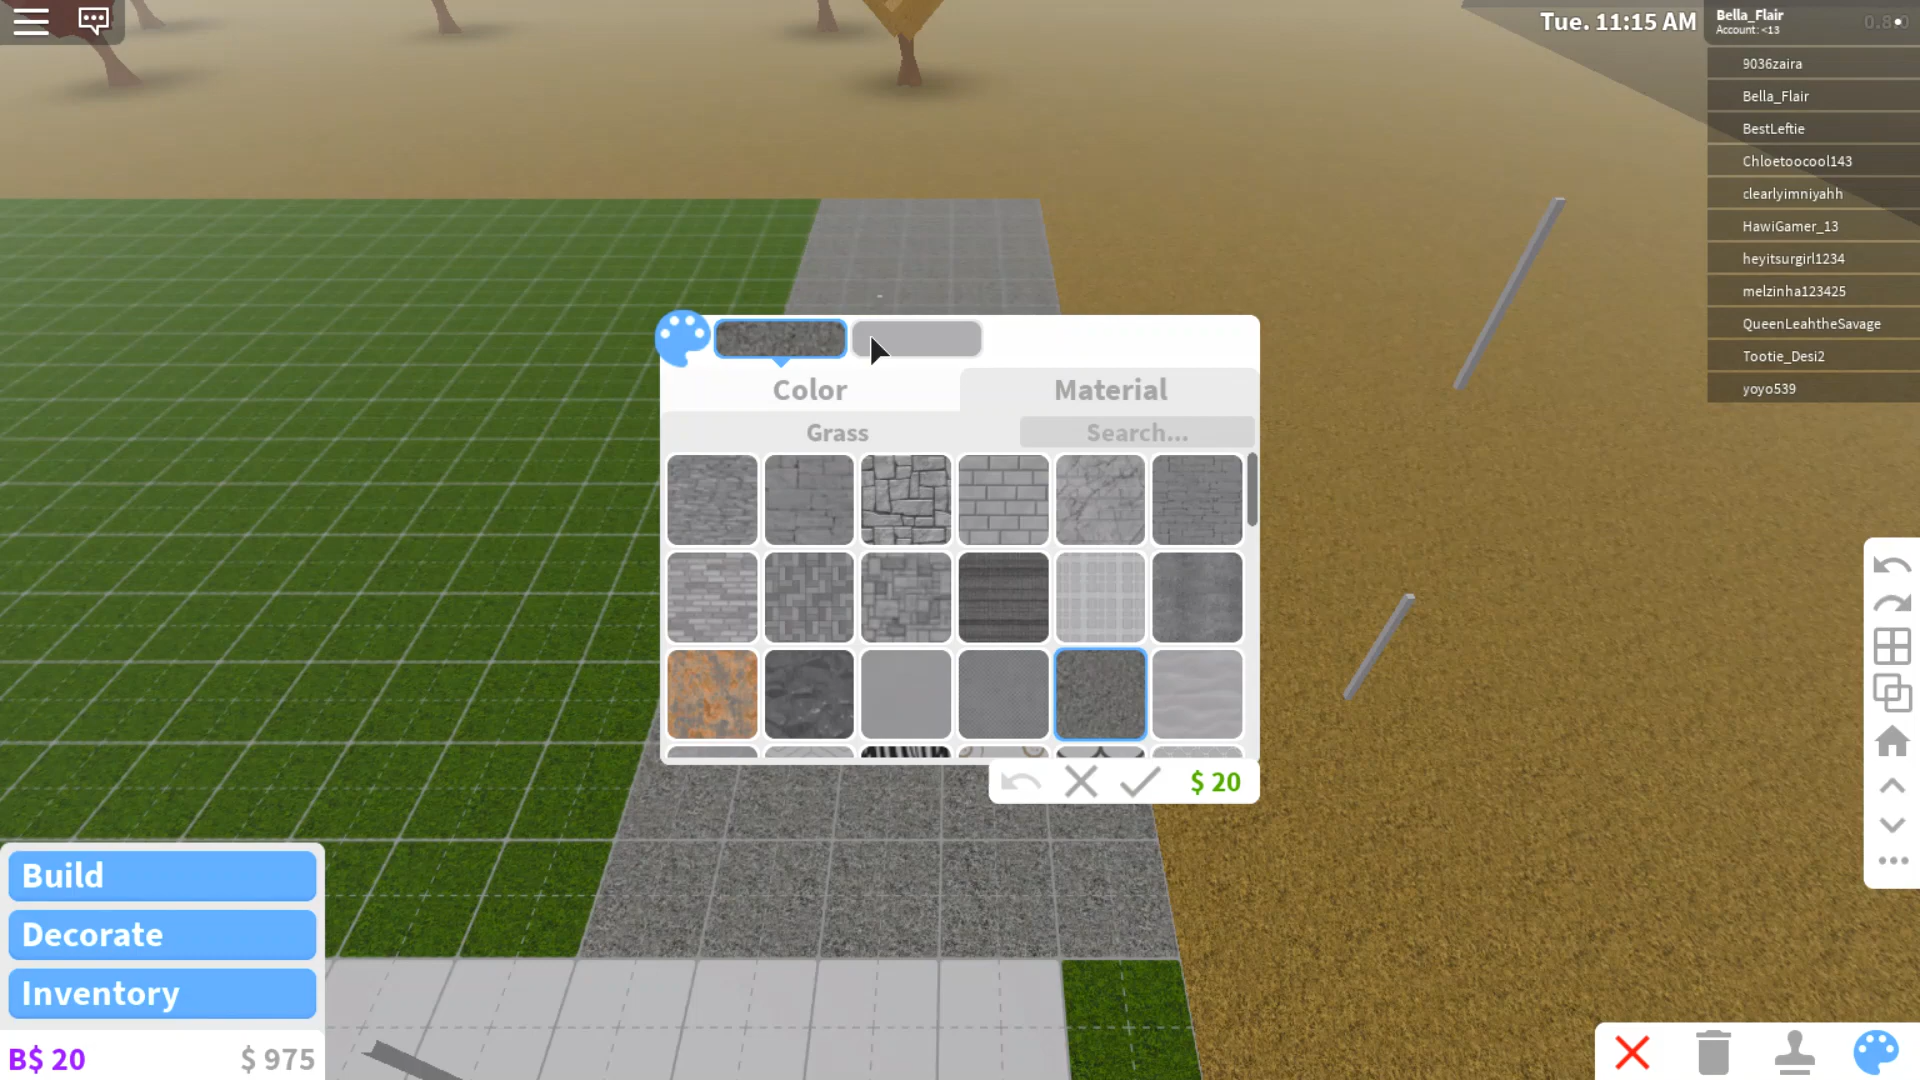 Tue. 11:15 AM
Bella_Flair
Account: <13
9036zaira
Bella_Flair
BestLeftie
Chloetoocool143
clearlyimniyahh
HawiGamer_13
heyitsurgirl1234
melzinha123425
QueenLeahtheSavage
Tootie_Desi2
yoyo539
Color
Material
Grass
Search...
$ 20
Build
Decorate
Inventory
B$ 20
$ 975